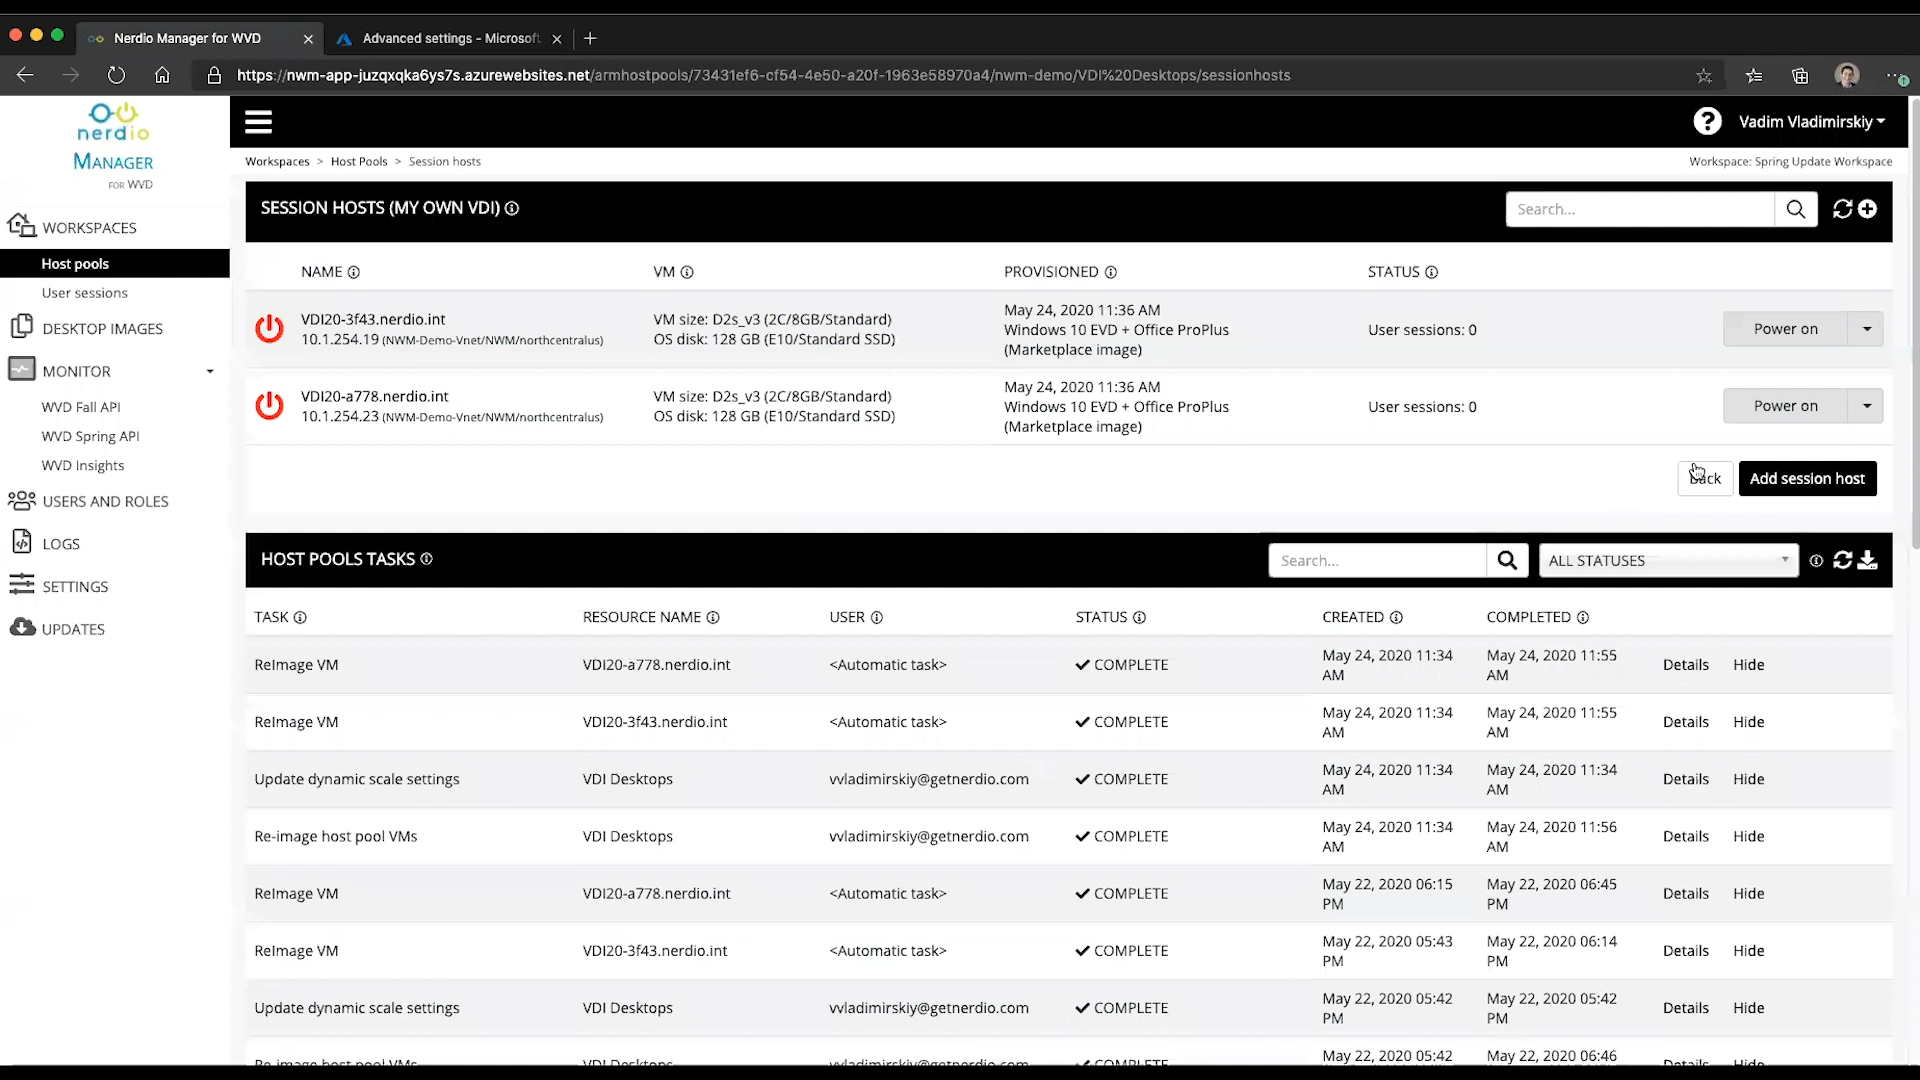 Nerdio Manager for WVD
Advanced settings - Microsoft
https://nwm-app-juzqxqka6ys7s.azurewebsites.net/armhostpools/73431ef6-cf54-4e50-a20f-1963e58970a4/nwm-demo/VDI%20Desktops/sessionhosts
nerdio
MANAGER
FOR WVD
Vadim Vladimirskiy
Workspaces > Host Pools > Session hosts
Workspace: Spring Update Workspace
WORKSPACES
Host pools
User sessions
DESKTOP IMAGES
MONITOR
WVD Fall API
WVD Spring API
WVD Insights
USERS AND ROLES
LOGS
SETTINGS
UPDATES
SESSION HOSTS (MY OWN VDI)
Search...
NAME VM PROVISIONED STATUS
VDI20-3f43.nerdio.int
10.1.254.19 (NWM-Demo-Vnet/NWM/northcentralus)
VM size: D2s_v3 (2C/8GB/Standard)
OS disk: 128 GB (E10/Standard SSD)
May 24, 2020 11:36 AM
Windows 10 EVD + Office ProPlus
(Marketplace image)
User sessions: 0
Power on
VDI20-a778.nerdio.int
10.1.254.23 (NWM-Demo-Vnet/NWM/northcentralus)
VM size: D2s_v3 (2C/8GB/Standard)
OS disk: 128 GB (E10/Standard SSD)
May 24, 2020 11:36 AM
Windows 10 EVD + Office ProPlus
(Marketplace image)
User sessions: 0
Power on
Back
Add session host
HOST POOLS TASKS
Search...
ALL STATUSES
TASK RESOURCE NAME USER STATUS CREATED COMPLETED
ReImage VM VDI20-a778.nerdio.int <Automatic task> COMPLETE May 24, 2020 11:34 AM May 24, 2020 11:55 AM Details Hide
ReImage VM VDI20-3f43.nerdio.int <Automatic task> COMPLETE May 24, 2020 11:34 AM May 24, 2020 11:55 AM Details Hide
Update dynamic scale settings VDI Desktops vvladimirskiy@getnerdio.com COMPLETE May 24, 2020 11:34 AM May 24, 2020 11:34 AM Details Hide
Re-image host pool VMs VDI Desktops vvladimirskiy@getnerdio.com COMPLETE May 24, 2020 11:34 AM May 24, 2020 11:56 AM Details Hide
ReImage VM VDI20-a778.nerdio.int <Automatic task> COMPLETE May 22, 2020 06:15 PM May 22, 2020 06:45 PM Details Hide
ReImage VM VDI20-3f43.nerdio.int <Automatic task> COMPLETE May 22, 2020 05:43 PM May 22, 2020 06:14 PM Details Hide
Update dynamic scale settings VDI Desktops vvladimirskiy@getnerdio.com COMPLETE May 22, 2020 05:42 PM May 22, 2020 05:42 PM Details Hide
Re-image host pool VMs VDI Desktops vvladimirskiy@getnerdio.com COMPLETE May 22, 2020 05:42 May 22, 2020 06:46 Details Hide